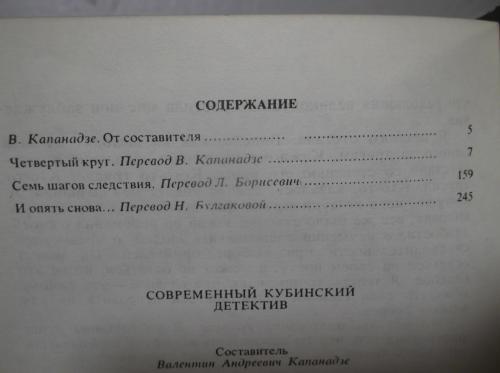 СОДЕРЖАНИЕ
В. Капанадзе. От составителя .................. ......................... 5
Четвертый круг. Перевод В. Капанадзе ......................... 7
Семь шагов следствия. Перевод Л. Борисевич ............... 159
И опять снова... Перевод Н. Булгаковой ......................... 245
СОВРЕМЕННЫЙ КУБИНСКИЙ
ДЕТЕКТИВ
Составитель
Валентин Андреевич Капанадзе